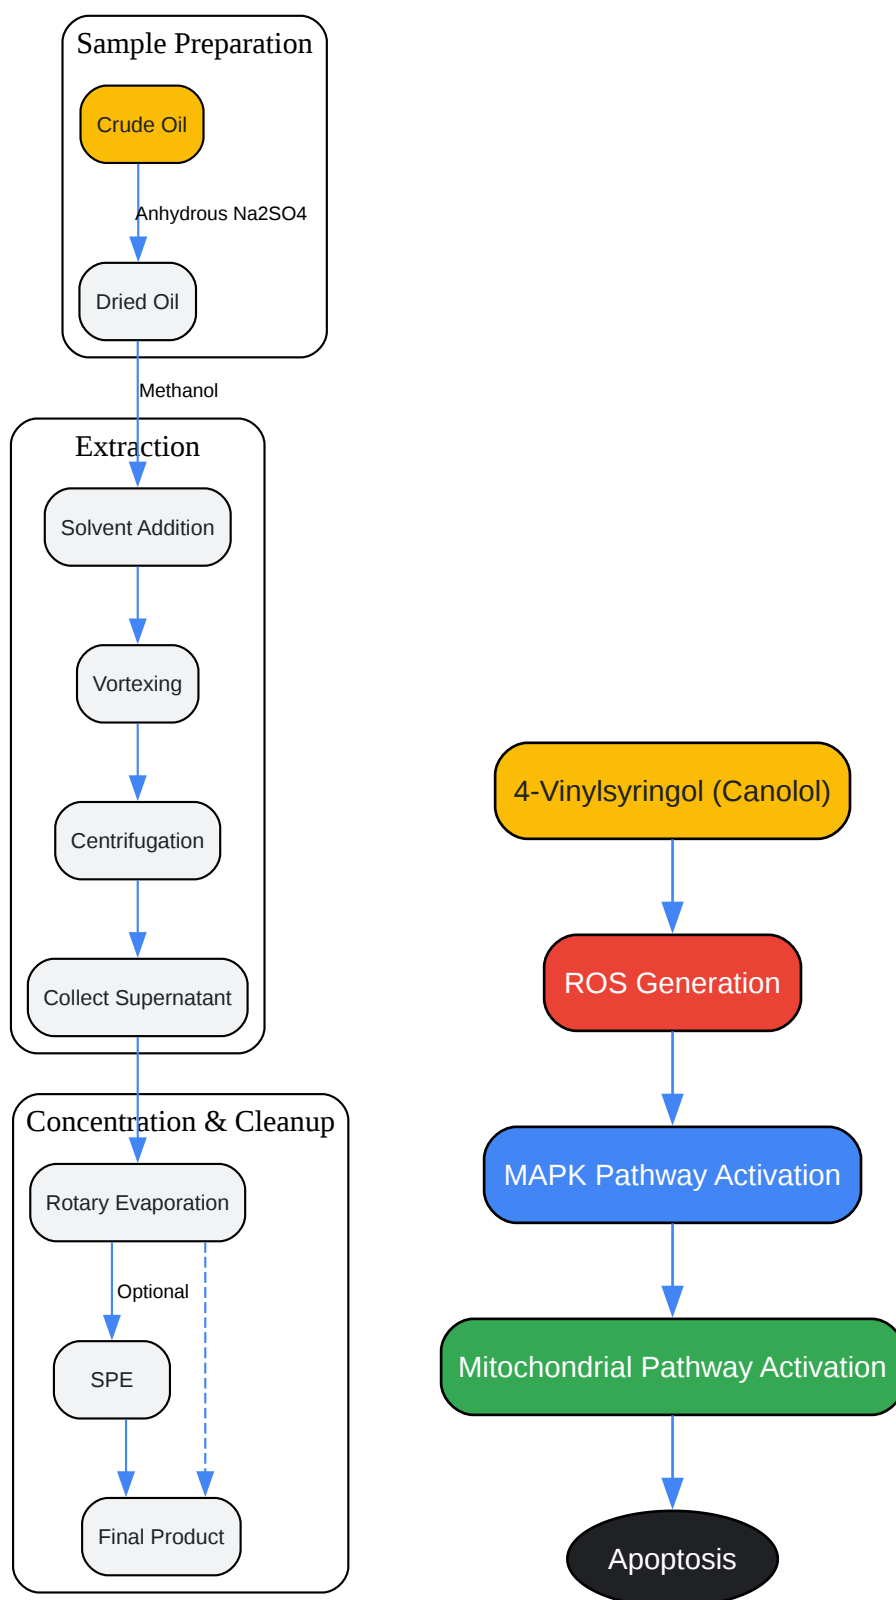 Sample Preparation
Crude Oil
Anhydrous Na2SO4
Dried Oil
Methanol
Extraction
Solvent Addition
Vortexing
Centrifugation
Collect Supernatant
Concentration & Cleanup
Rotary Evaporation
Optional
SPE
Final Product
4-Vinylsyringol (Canolol)
ROS Generation
MAPK Pathway Activation
Mitochondrial Pathway Activation
Apoptosis